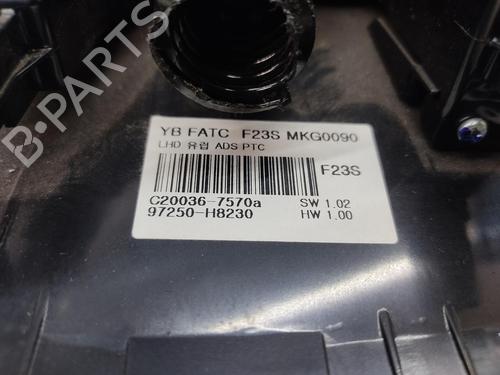 YB FATC F23S MKG0090
LHD 유럽 ADS PTC
F23S
C20036-7570a SW 1.02
97250-H8230 HW 1.00
B-PARTS